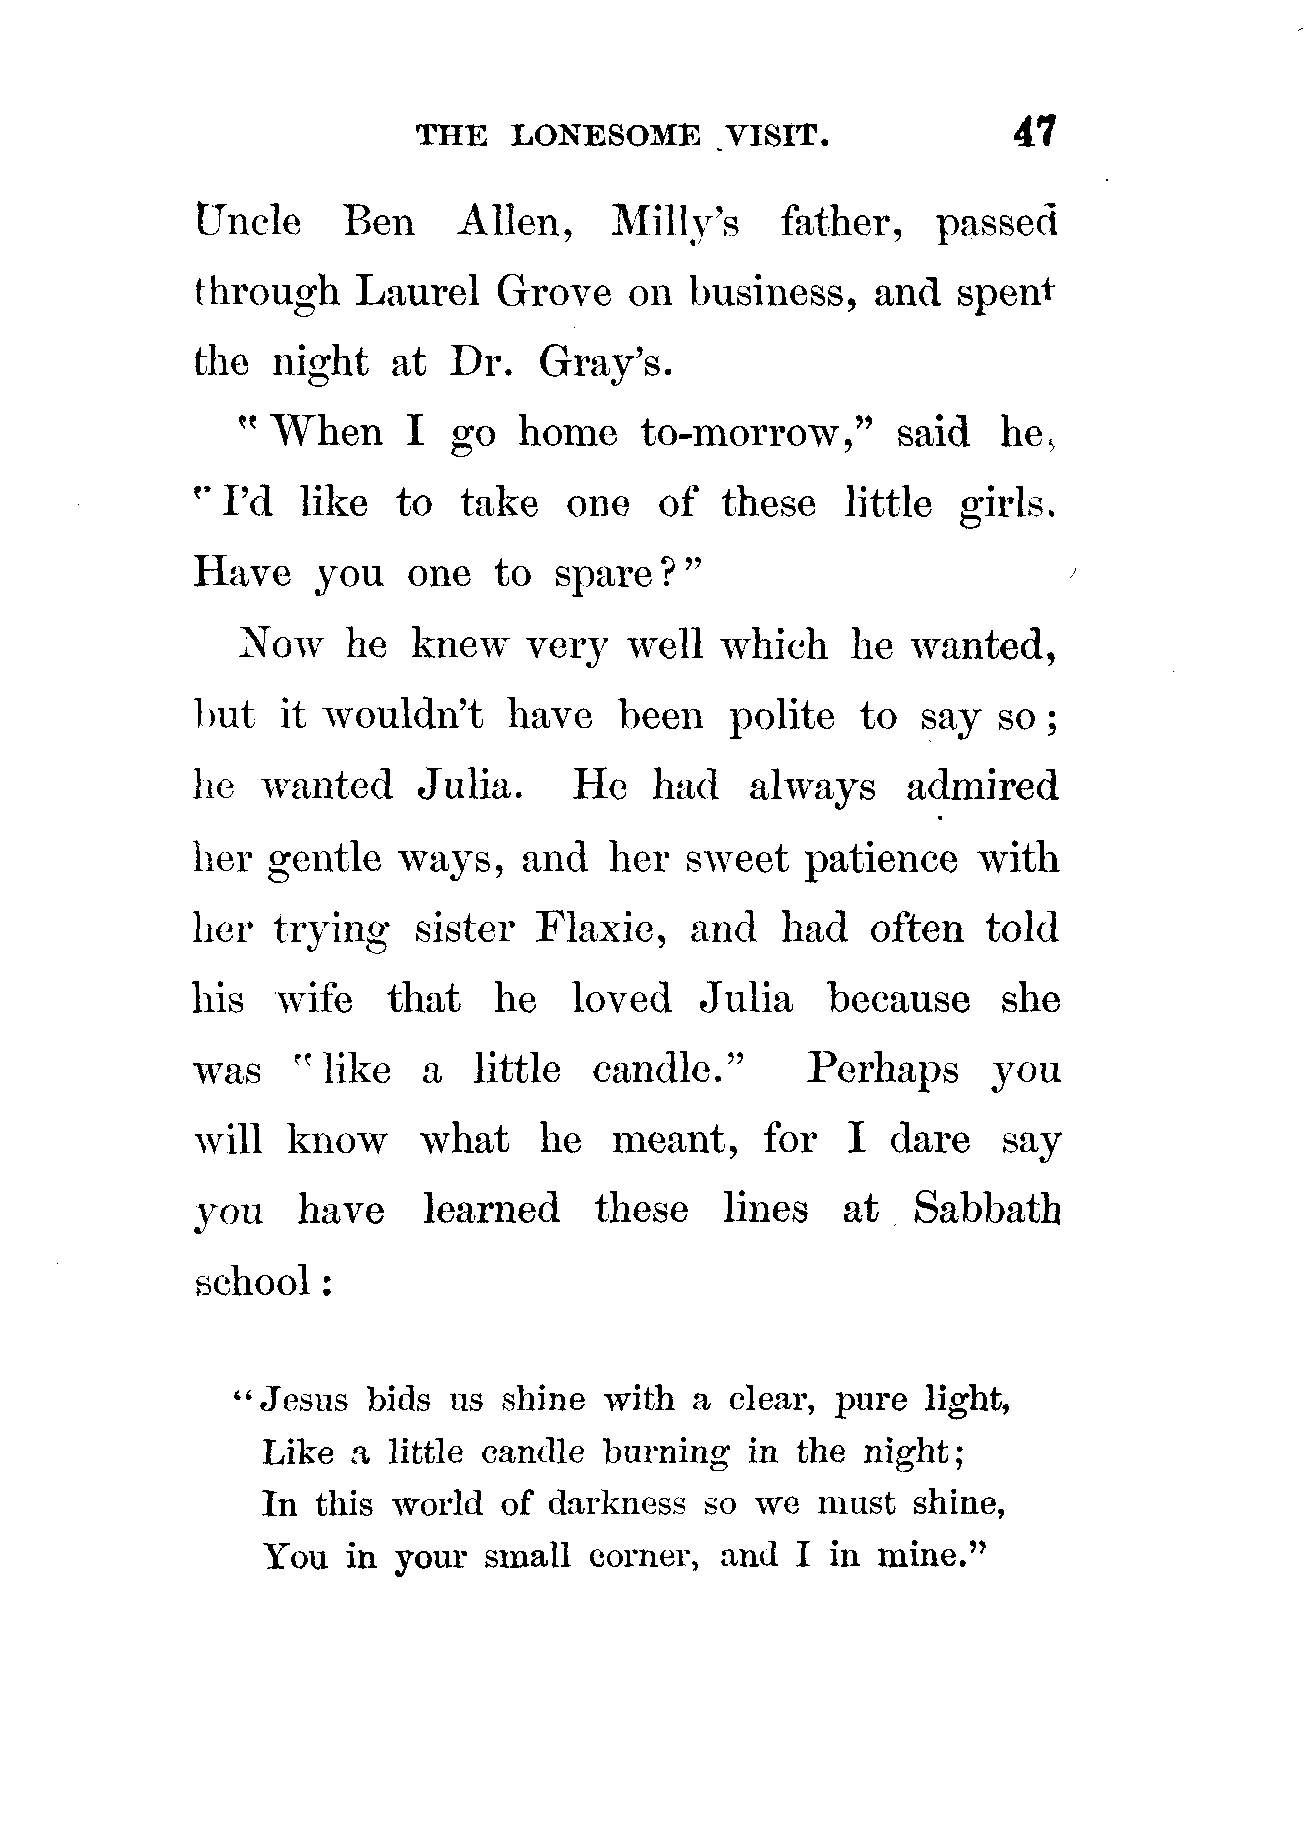 THE LONESOME VISIT. 47
Uncle Ben Allen, Milly's father, passed
through Laurel Grove on business, and spent
the night at Dr. Gray's.
"When I go home to-morrow," said he,
"I'd like to take one of these little girls.
Have you one to spare?"
Now he knew very well which he wanted,
but it wouldn't have been polite to say so;
he wanted Julia. He had always admired
her gentle ways, and her sweet patience with
her trying sister Flaxie, and had often told
his wife that he loved Julia because she
was "like a little candle." Perhaps you
will know what he meant, for I dare say
you have learned these lines at Sabbath
school:
"Jesus bids us shine with a clear, pure light,
Like a little candle burning in the night;
In this world of darkness so we must shine,
You in your small corner, and I in mine."